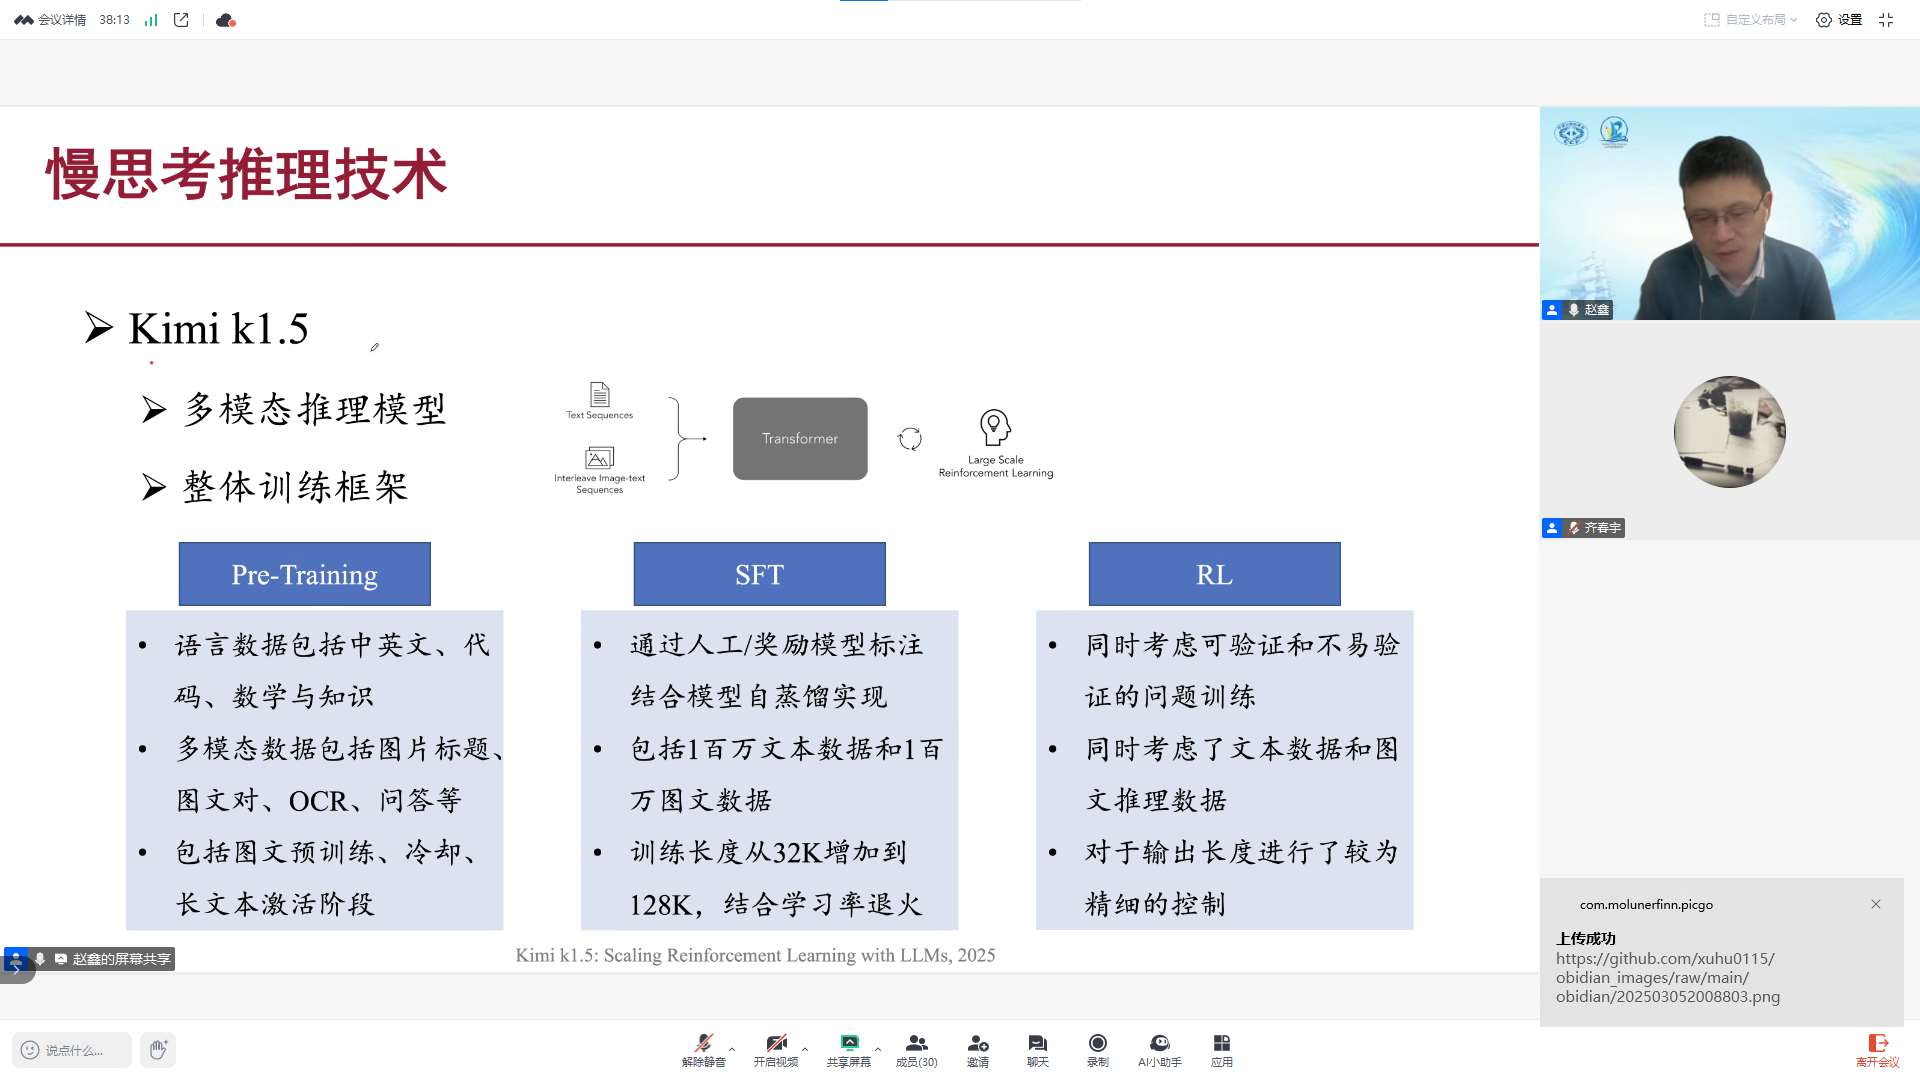 会议详情 38:13
自定义布局 设置
慢思考推理技术
Kimi k1.5
多模态推理模型
整体训练框架
Text Sequences
Interleave Image-text
Sequences
Transformer
Large Scale
Reinforcement Learning
Pre-Training
语言数据包括中英文、代
码、数学与知识
多模态数据包括图片标题、
图文对、OCR、问答等
包括图文预训练、冷却、
长文本激活阶段
SFT
通过人工/奖励模型标注
结合模型自蒸馏实现
包括1百万文本数据和1百
万图文数据
训练长度从32K增加到
128K，结合学习率退火
RL
同时考虑可验证和不易验
证的问题训练
同时考虑了文本数据和图
文推理数据
对于输出长度进行了较为
精细的控制
Kimi k1.5: Scaling Reinforcement Learning with LLMs, 2025
赵鑫的屏幕共享
赵鑫
齐春宇
com.molunerfinn.picgo
上传成功
https://github.com/xuhu0115/
obidian_images/raw/main/
obidian/202503052008803.png
说点什么...
解除静音
开启视频
共享屏幕
成员(30)
邀请
聊天
录制
AI小助手
应用
离开会议